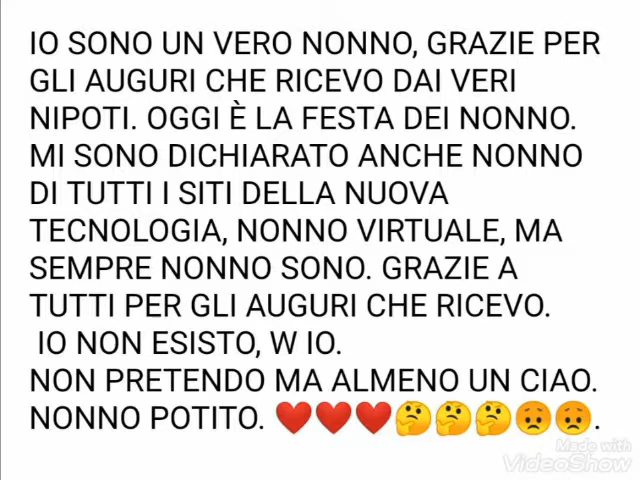 IO SONO UN VERO NONNO, GRAZIE PER
GLI AUGURI CHE RICEVO DAI VERI
NIPOTI. OGGI È LA FESTA DEI NONNO.
MI SONO DICHIARATO ANCHE NONNO
DI TUTTI I SITI DELLA NUOVA
TECNOLOGIA, NONNO VIRTUALE, MA
SEMPRE NONNO SONO. GRAZIE A
TUTTI PER GLI AUGURI CHE RICEVO.
IO NON ESISTO, W IO.
NON PRETENDO MA ALMENO UN CIAO.
NONNO POTITO. ❤️❤️❤️🤔🤔🤔😟😟.
Made with
VideoShow